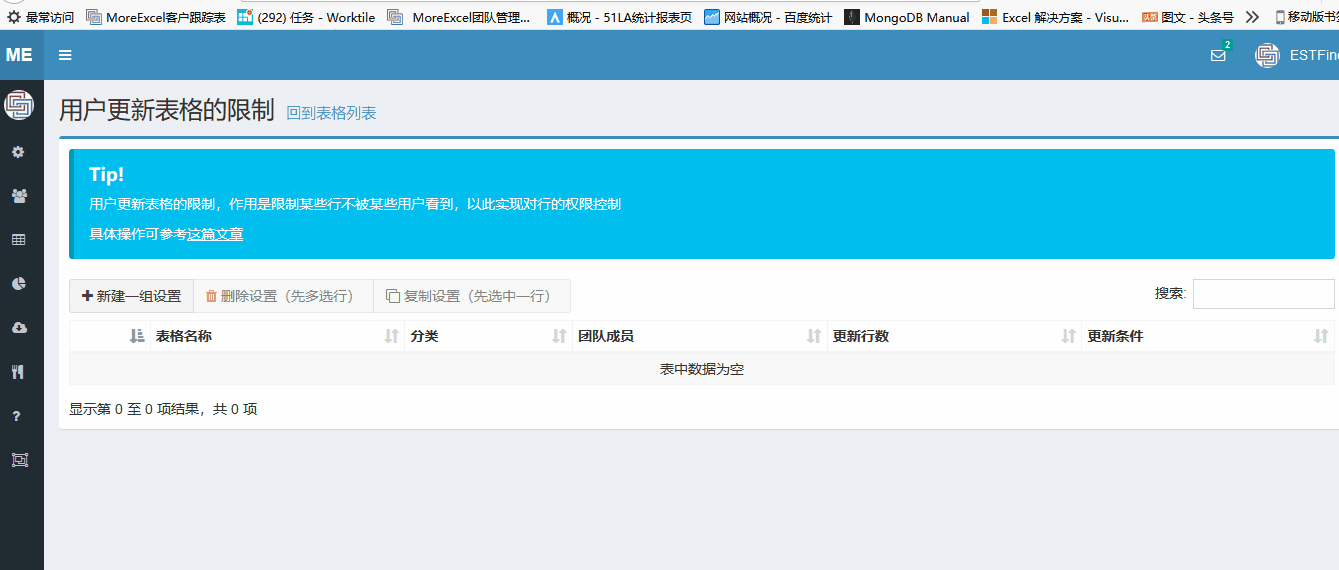 最常访问 MoreExcel客户跟踪表 (292) 任务 - Worktile MoreExcel团队管理... 概况 - 51LA统计报表页 网站概况 - 百度统计 MongoDB Manual Excel 解决方案 - Visu... 头条 图文 - 头条号 移动版书签
ME 2 ESTFine
用户更新表格的限制 回到表格列表
Tip!
用户更新表格的限制，作用是限制某些行不被某些用户看到，以此实现对行的权限控制
具体操作可参考这篇文章
新建一组设置 删除设置（先多选行） 复制设置（先选中一行） 搜索:
表格名称 分类 团队成员 更新行数 更新条件
表中数据为空
显示第 0 至 0 项结果，共 0 项
?